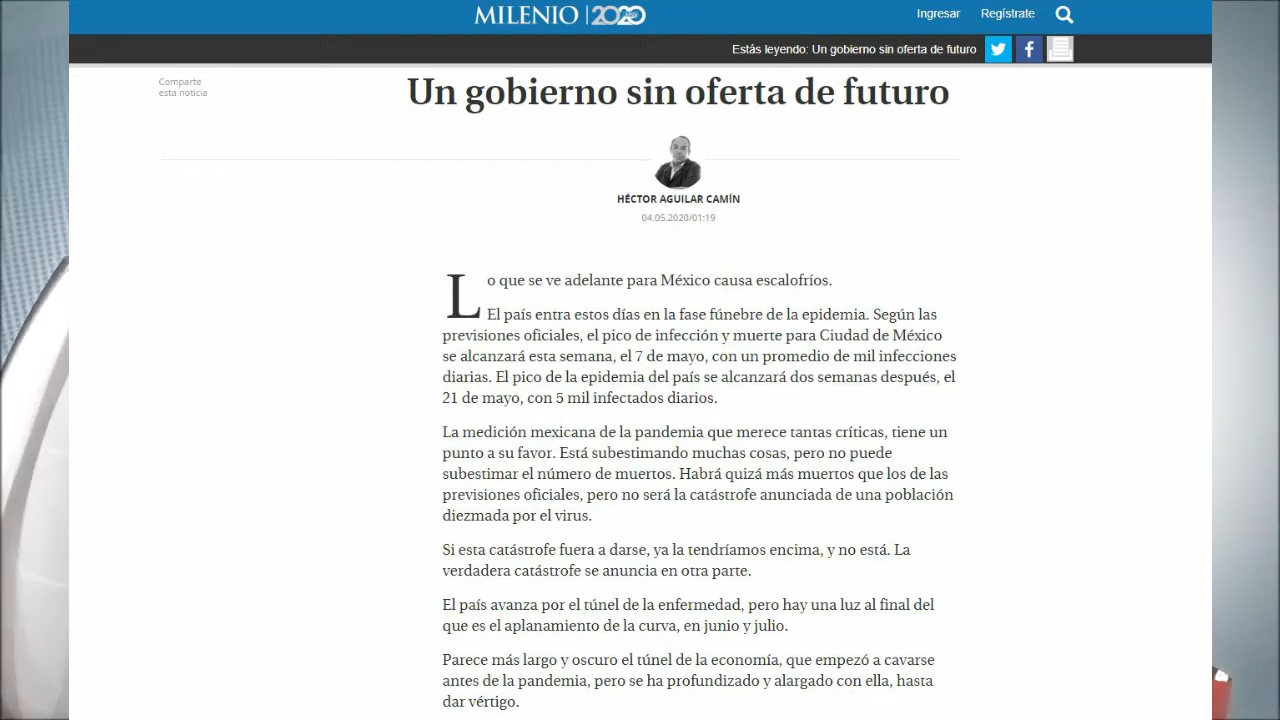 MILENIO | 2020
Ingresar Regístrate
Estás leyendo: Un gobierno sin oferta de futuro
Comparte
esta noticia
Un gobierno sin oferta de futuro
HÉCTOR AGUILAR CAMÍN
04.05.2020/01:19
Lo que se ve adelante para México causa escalofríos.
El país entra estos días en la fase fúnebre de la epidemia. Según las
previsiones oficiales, el pico de infección y muerte para Ciudad de México
se alcanzará esta semana, el 7 de mayo, con un promedio de mil infecciones
diarias. El pico de la epidemia del país se alcanzará dos semanas después, el
21 de mayo, con 5 mil infectados diarios.
La medición mexicana de la pandemia que merece tantas críticas, tiene un
punto a su favor. Está subestimando muchas cosas, pero no puede
subestimar el número de muertos. Habrá quizá más muertos que los de las
previsiones oficiales, pero no será la catástrofe anunciada de una población
diezmada por el virus.
Si esta catástrofe fuera a darse, ya la tendríamos encima, y no está. La
verdadera catástrofe se anuncia en otra parte.
El país avanza por el túnel de la enfermedad, pero hay una luz al final del
que es el aplanamiento de la curva, en junio y julio.
Parece más largo y oscuro el túnel de la economía, que empezó a cavarse
antes de la pandemia, pero se ha profundizado y alargado con ella, hasta
dar vértigo.